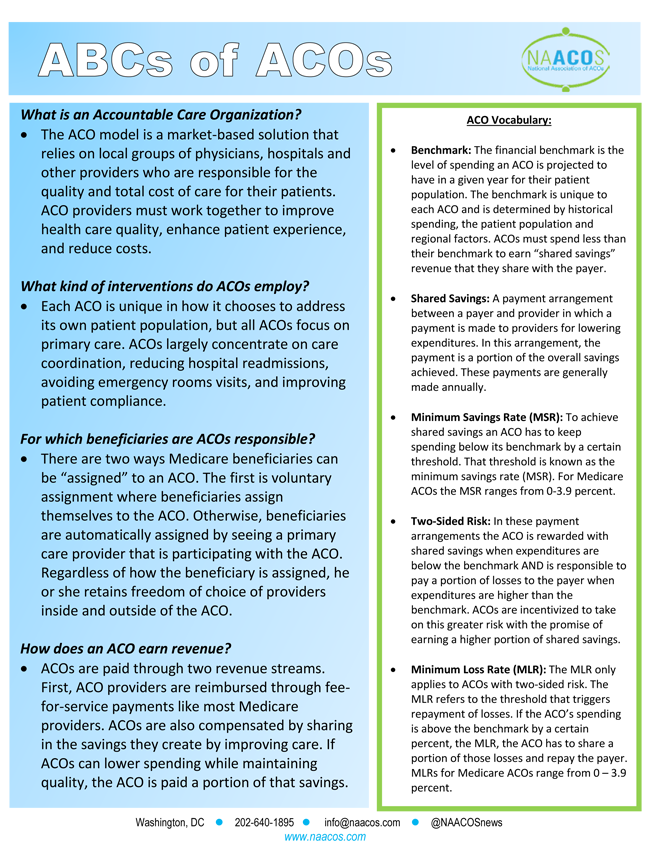 ABCs of ACOs
NAACOS
National Association of ACOs
What is an Accountable Care Organization?
• The ACO model is a market-based solution that
relies on local groups of physicians, hospitals and
other providers who are responsible for the
quality and total cost of care for their patients.
ACO providers must work together to improve
health care quality, enhance patient experience,
and reduce costs.
What kind of interventions do ACOs employ?
• Each ACO is unique in how it chooses to address
its own patient population, but all ACOs focus on
primary care. ACOs largely concentrate on care
coordination, reducing hospital readmissions,
avoiding emergency rooms visits, and improving
patient compliance.
For which beneficiaries are ACOs responsible?
• There are two ways Medicare beneficiaries can
be “assigned” to an ACO. The first is voluntary
assignment where beneficiaries assign
themselves to the ACO. Otherwise, beneficiaries
are automatically assigned by seeing a primary
care provider that is participating with the ACO.
Regardless of how the beneficiary is assigned, he
or she retains freedom of choice of providers
inside and outside of the ACO.
How does an ACO earn revenue?
• ACOs are paid through two revenue streams.
First, ACO providers are reimbursed through fee-
for-service payments like most Medicare
providers. ACOs are also compensated by sharing
in the savings they create by improving care. If
ACOs can lower spending while maintaining
quality, the ACO is paid a portion of that savings.
ACO Vocabulary:
• Benchmark: The financial benchmark is the
level of spending an ACO is projected to
have in a given year for their patient
population. The benchmark is unique to
each ACO and is determined by historical
spending, the patient population and
regional factors. ACOs must spend less than
their benchmark to earn “shared savings”
revenue that they share with the payer.
• Shared Savings: A payment arrangement
between a payer and provider in which a
payment is made to providers for lowering
expenditures. In this arrangement, the
payment is a portion of the overall savings
achieved. These payments are generally
made annually.
• Minimum Savings Rate (MSR): To achieve
shared savings an ACO has to keep
spending below its benchmark by a certain
threshold. That threshold is known as the
minimum savings rate (MSR). For Medicare
ACOs the MSR ranges from 0-3.9 percent.
• Two-Sided Risk: In these payment
arrangements the ACO is rewarded with
shared savings when expenditures are
below the benchmark AND is responsible to
pay a portion of losses to the payer when
expenditures are higher than the
benchmark. ACOs are incentivized to take
on this greater risk with the promise of
earning a higher portion of shared savings.
• Minimum Loss Rate (MLR): The MLR only
applies to ACOs with two-sided risk. The
MLR refers to the threshold that triggers
repayment of losses. If the ACO’s spending
is above the benchmark by a certain
percent, the MLR, the ACO has to share a
portion of those losses and repay the payer.
MLRs for Medicare ACOs range from 0 – 3.9
percent.
Washington, DC • 202-640-1895 • info@naacos.com • @NAACOSnews
www.naacos.com